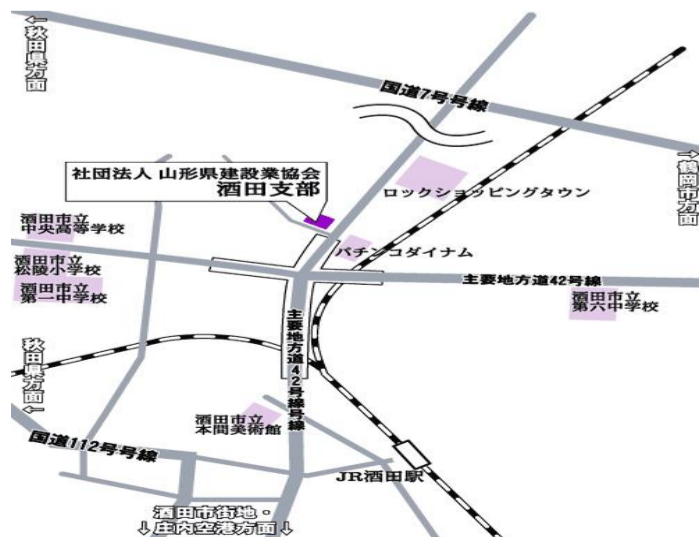 ←秋田県方面
国道7号号線
→鶴岡市方面
社団法人 山形県建設業協会
酒田支部
ロックショッピングタウン
酒田市立
中央高等学校
パチンコダイナム
酒田市立
松陵小学校
酒田市立
第一中学校
主要地方道42号線
酒田市立
第六中学校
主要地方道42号線号線
秋田県方面←
酒田市立
本間美術館
国道112号号線
JR酒田駅
酒田市街地・
↓庄内空港方面↓